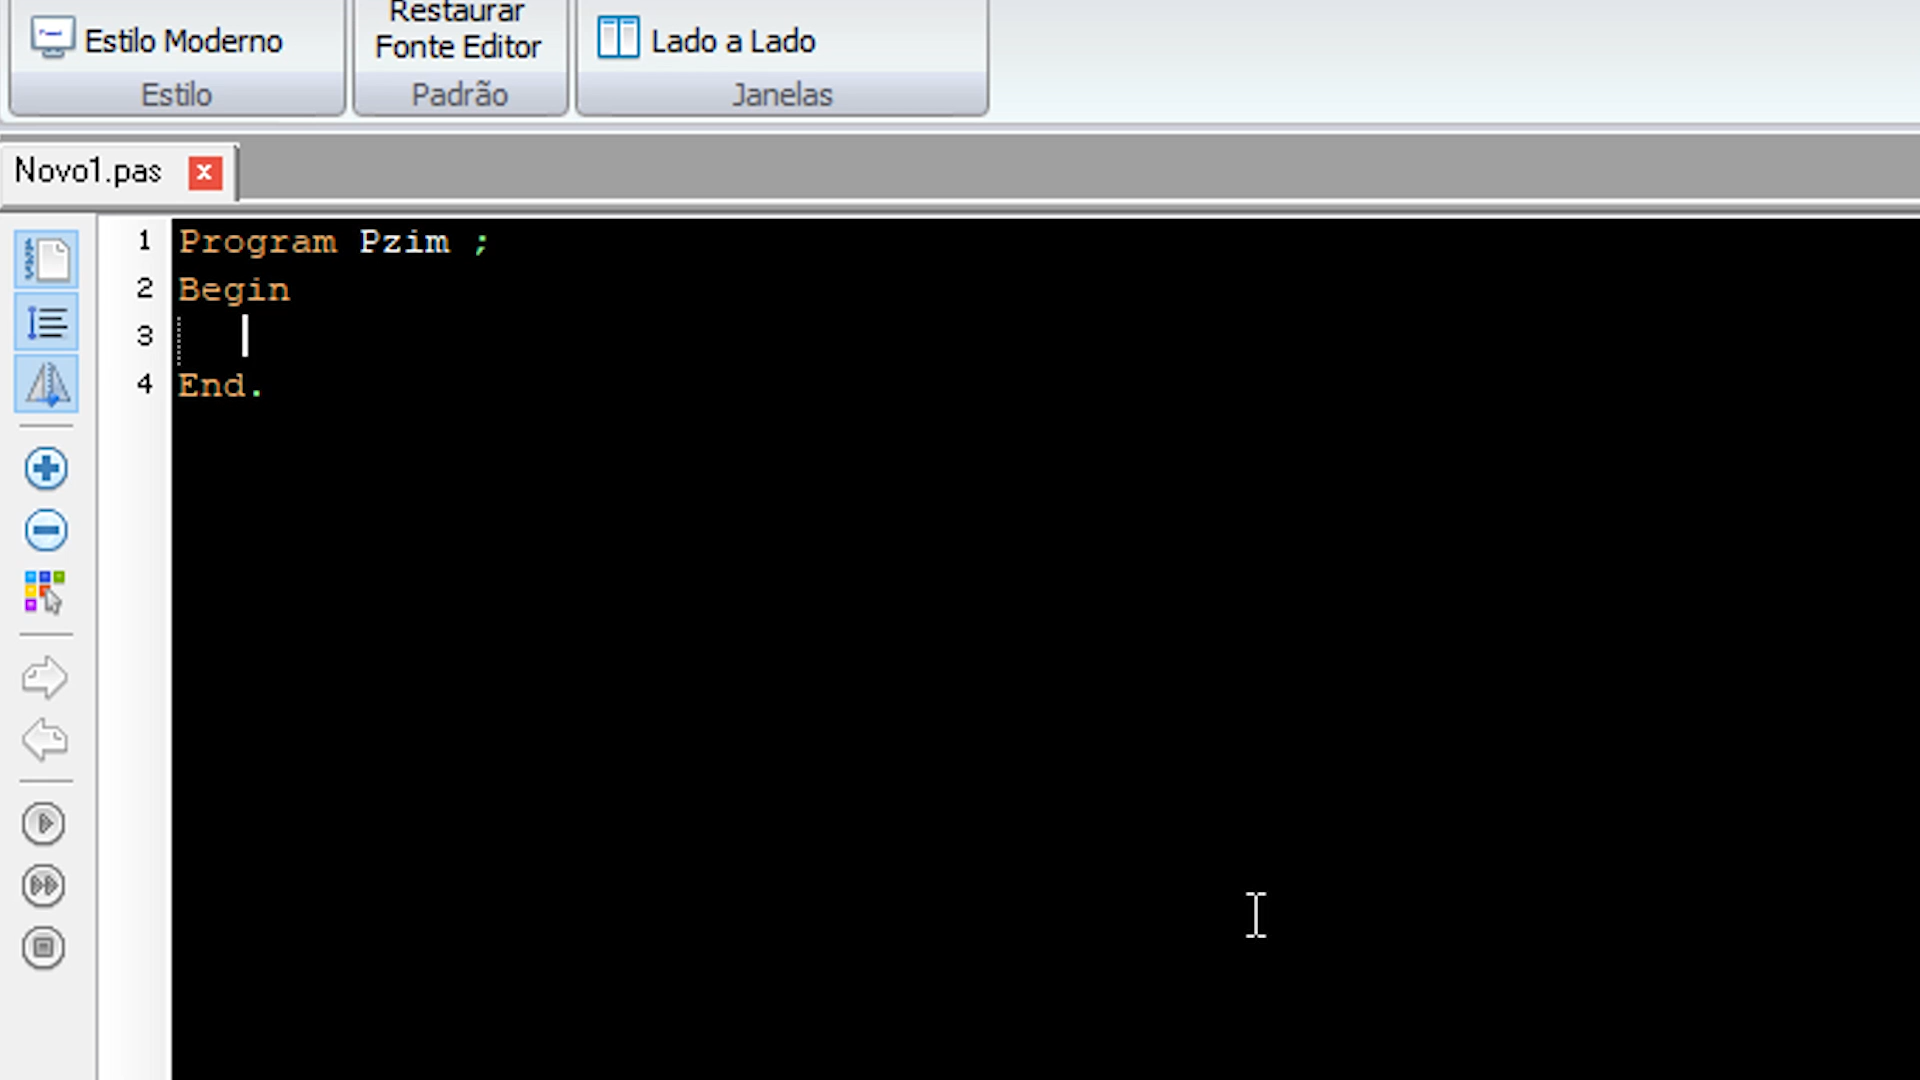 Estilo Moderno
Estilo
Restaurar
Fonte Editor
Padrão
Lado a Lado
Janelas
Novo1.pas
1 Program Pzim ;
2 Begin
3
4 End.